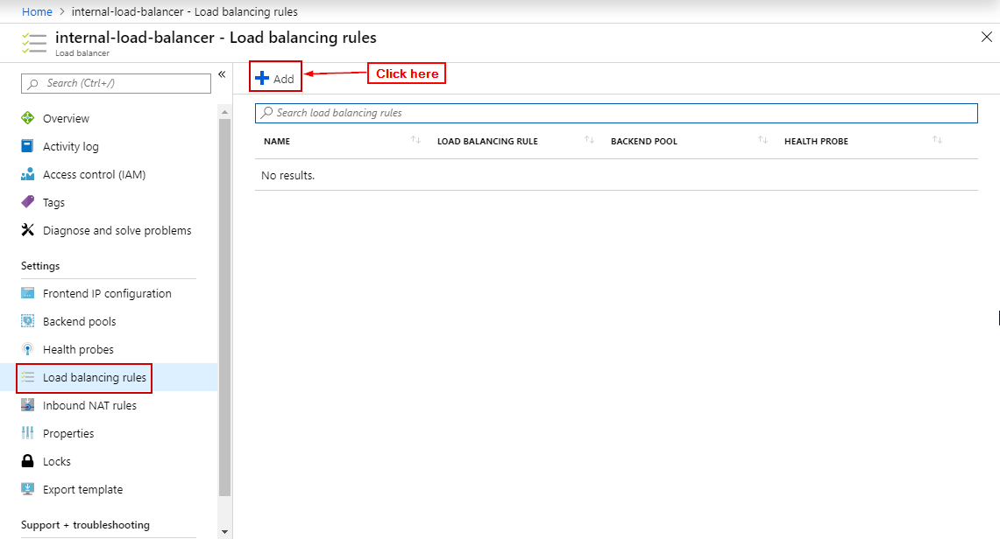 Home > internal-load-balancer - Load balancing rules
internal-load-balancer - Load balancing rules
Load balancer
Search (Ctrl+/)
«
Overview
Activity log
Access control (IAM)
Tags
Diagnose and solve problems
Settings
Frontend IP configuration
Backend pools
Health probes
Load balancing rules
Inbound NAT rules
Properties
Locks
Export template
Support + troubleshooting
Add
Click here
Search load balancing rules
NAME LOAD BALANCING RULE BACKEND POOL HEALTH PROBE
No results.